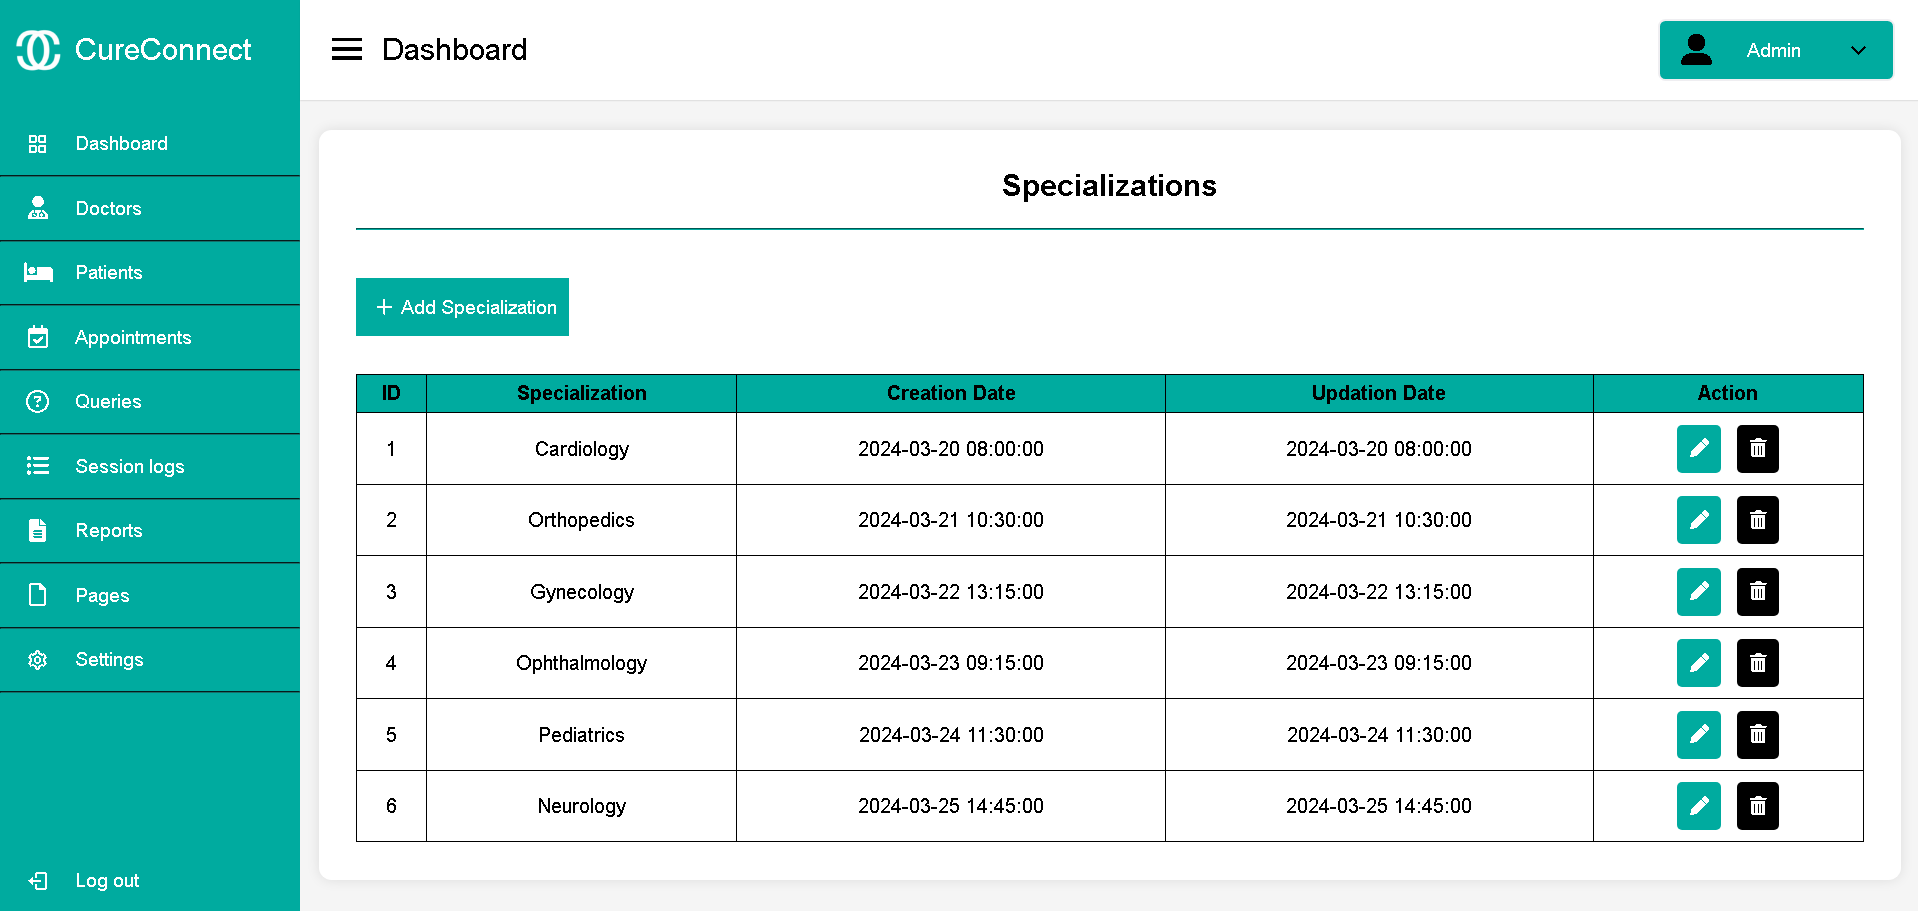 CureConnect
Dashboard
Admin
Dashboard
Doctors
Patients
Appointments
Queries
Session logs
Reports
Pages
Settings
Log out
Specializations
+ Add Specialization
ID Specialization Creation Date Updation Date Action
1 Cardiology 2024-03-20 08:00:00 2024-03-20 08:00:00
2 Orthopedics 2024-03-21 10:30:00 2024-03-21 10:30:00
3 Gynecology 2024-03-22 13:15:00 2024-03-22 13:15:00
4 Ophthalmology 2024-03-23 09:15:00 2024-03-23 09:15:00
5 Pediatrics 2024-03-24 11:30:00 2024-03-24 11:30:00
6 Neurology 2024-03-25 14:45:00 2024-03-25 14:45:00